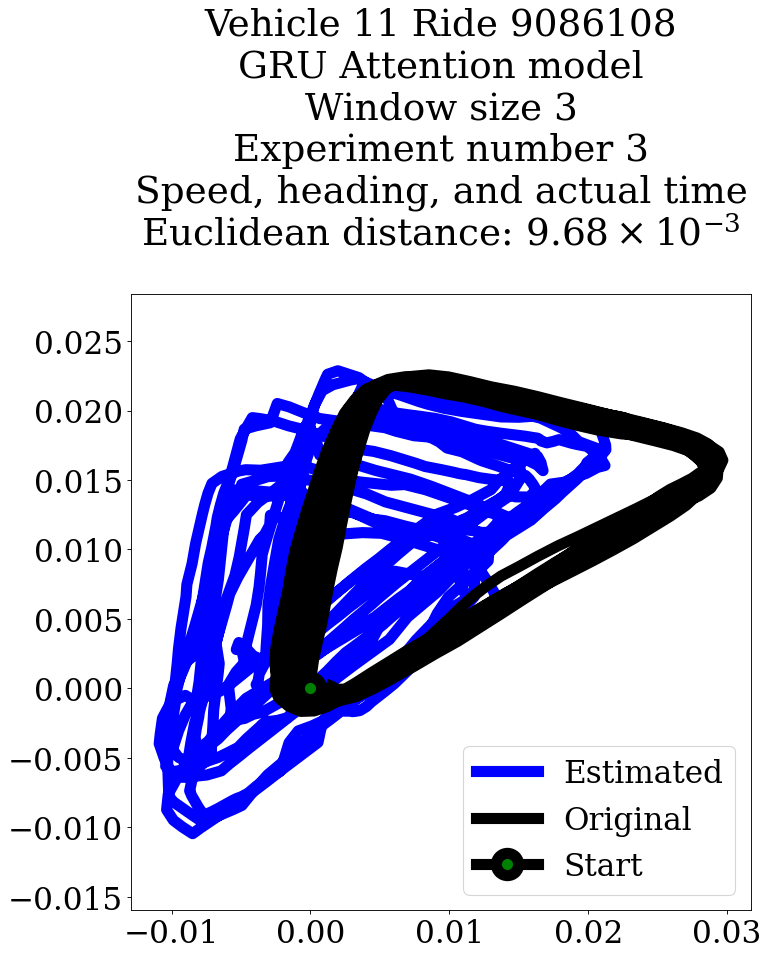 Vehicle 11 Ride 9086108
GRU Attention model
Window size 3
Experiment number 3
Speed, heading, and actual time
Euclidean distance: 9.68 × 10⁻³
0.025
0.020
0.015
0.010
0.005
0.000
−0.005
−0.010
−0.015
Estimated
Original
Start
−0.01 0.00 0.01 0.02 0.03